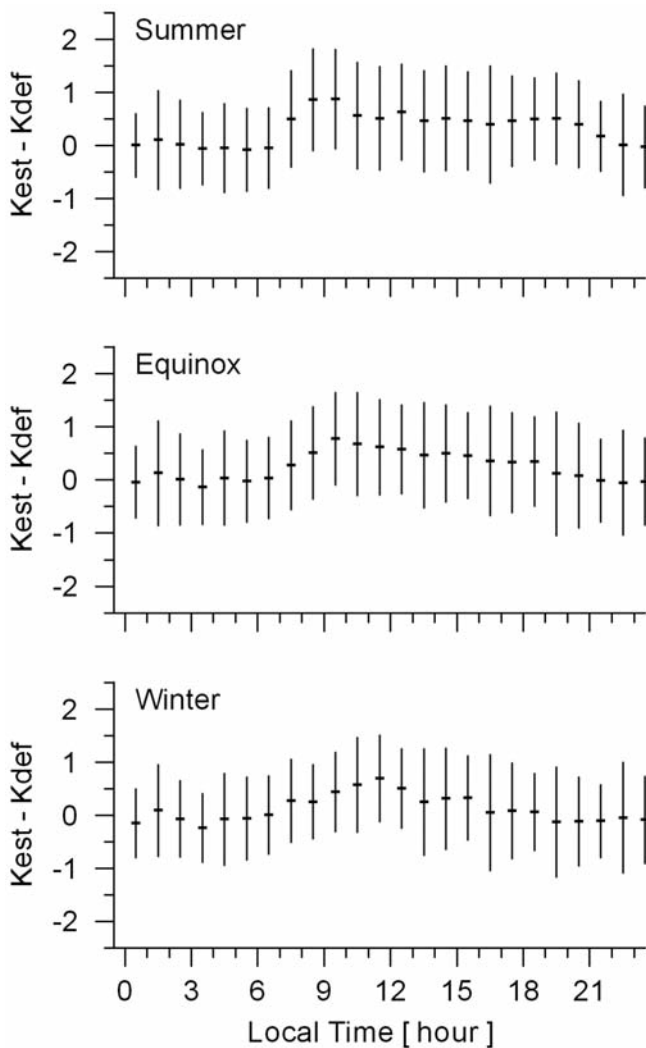 Summer
Kest - Kdef
2
1
0
-1
-2
Equinox
Kest - Kdef
2
1
0
-1
-2
Winter
Kest - Kdef
2
1
0
-1
-2
0 3 6 9 12 15 18 21
Local Time [ hour ]